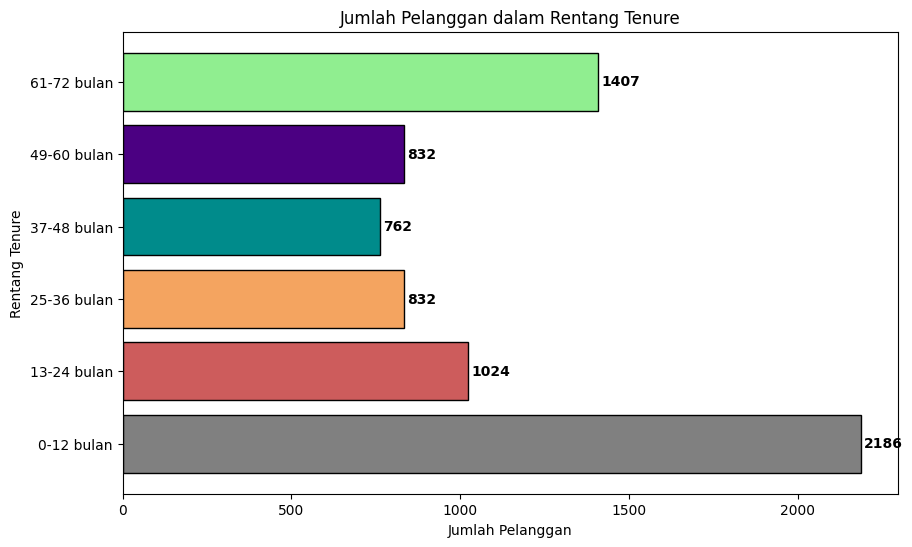 Jumlah Pelanggan dalam Rentang Tenure
Rentang Tenure
61-72 bulan
1407
49-60 bulan
832
37-48 bulan
762
25-36 bulan
832
13-24 bulan
1024
0-12 bulan
2186
0
500
1000
1500
2000
Jumlah Pelanggan